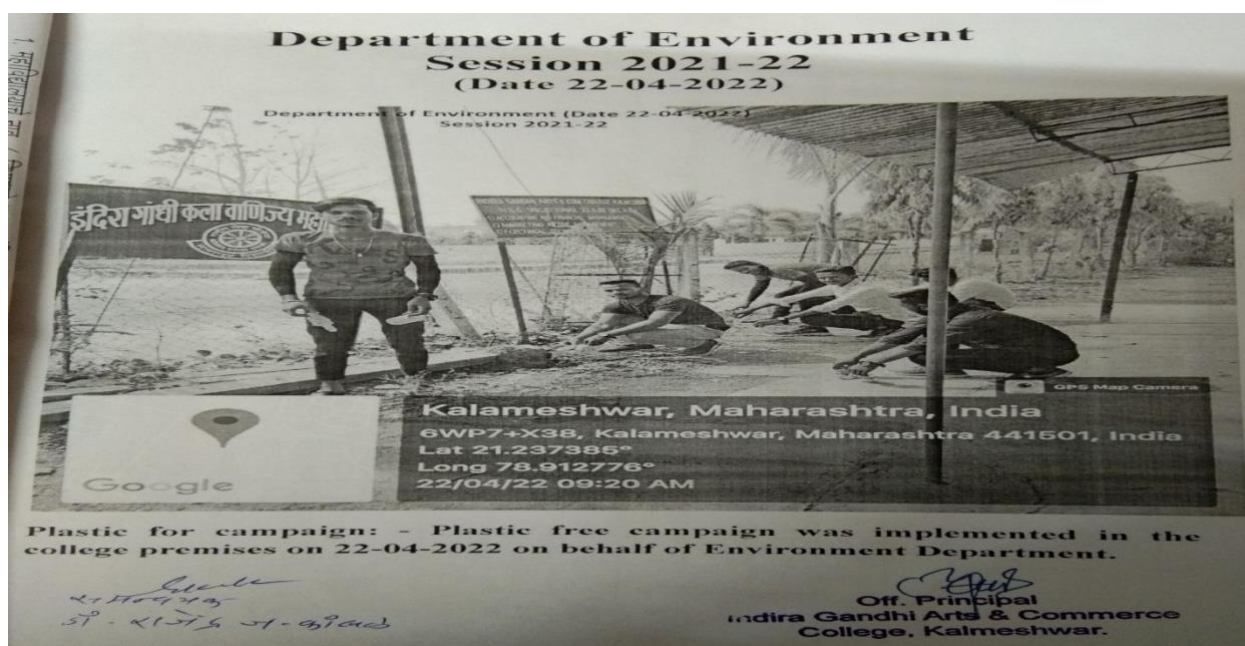 Department of Environment
Session 2021-22
(Date 22-04-2022)
Department of Environment (Date 22-04-2022)
Session 2021-22
इंदिरा गांधी कला वाणिज्य महा
GPS Map Camera
Kalameshwar, Maharashtra, India
6WP7+X38, Kalameshwar, Maharashtra 441501, India
Lat 21.237385°
Long 78.912776°
22/04/22 09:20 AM
Google
Plastic for campaign: - Plastic free campaign was implemented in the
college premises on 22-04-2022 on behalf of Environment Department.
Off. Principal
Indira Gandhi Arts & Commerce
College, Kalmeshwar.